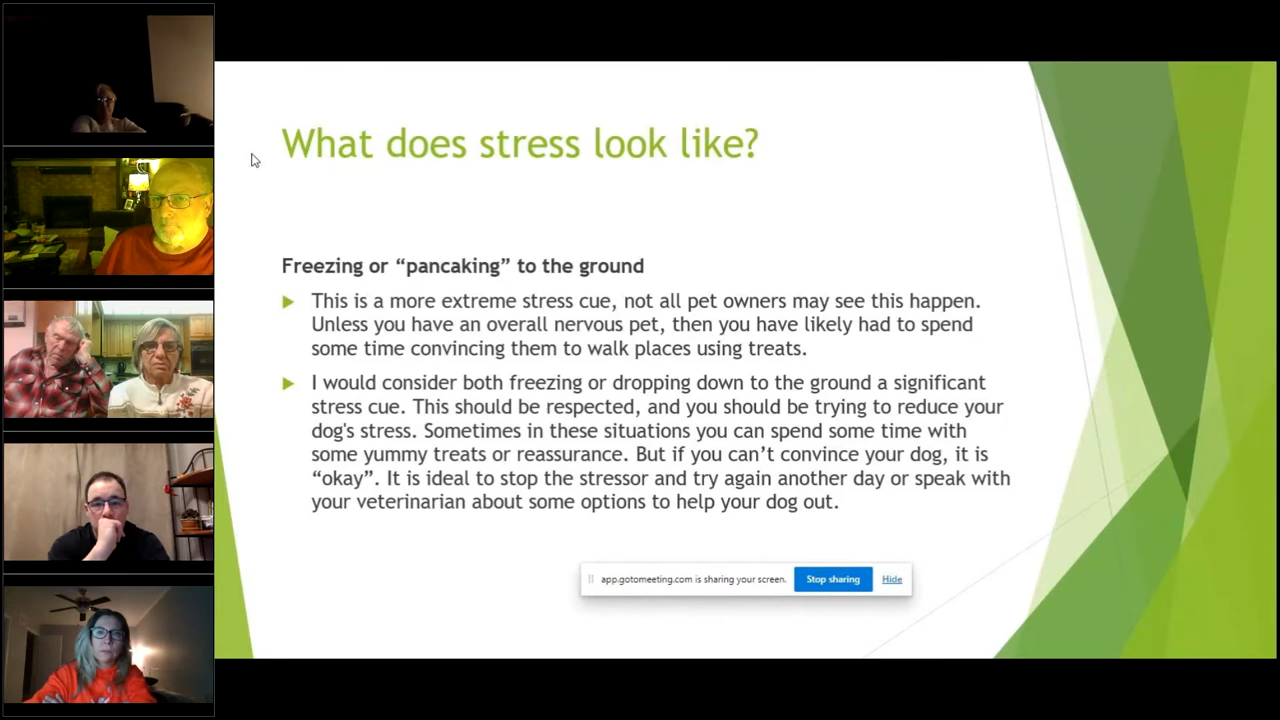 What does stress look like?
Freezing or “pancaking” to the ground
This is a more extreme stress cue, not all pet owners may see this happen.
Unless you have an overall nervous pet, then you have likely had to spend
some time convincing them to walk places using treats.
I would consider both freezing or dropping down to the ground a significant
stress cue. This should be respected, and you should be trying to reduce your
dog's stress. Sometimes in these situations you can spend some time with
some yummy treats or reassurance. But if you can’t convince your dog, it is
“okay”. It is ideal to stop the stressor and try again another day or speak with
your veterinarian about some options to help your dog out.
app.gotomeeting.com is sharing your screen. Stop sharing Hide